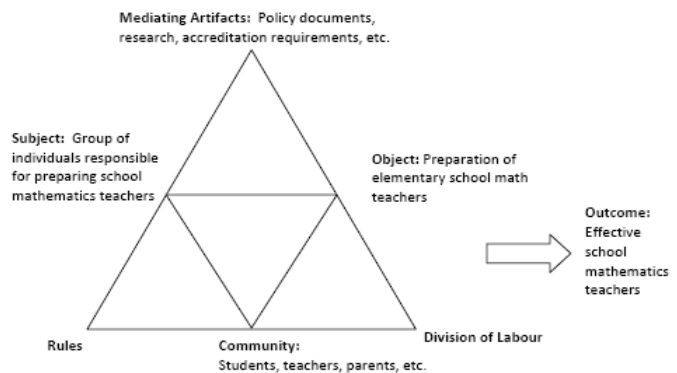 Mediating Artifacts: Policy documents,
research, accreditation requirements, etc.
Subject: Group of
individuals responsible
for preparing school
mathematics teachers
Object: Preparation of
elementary school math
teachers
Outcome:
Effective
school
mathematics
teachers
Rules
Community:
Students, teachers, parents, etc.
Division of Labour